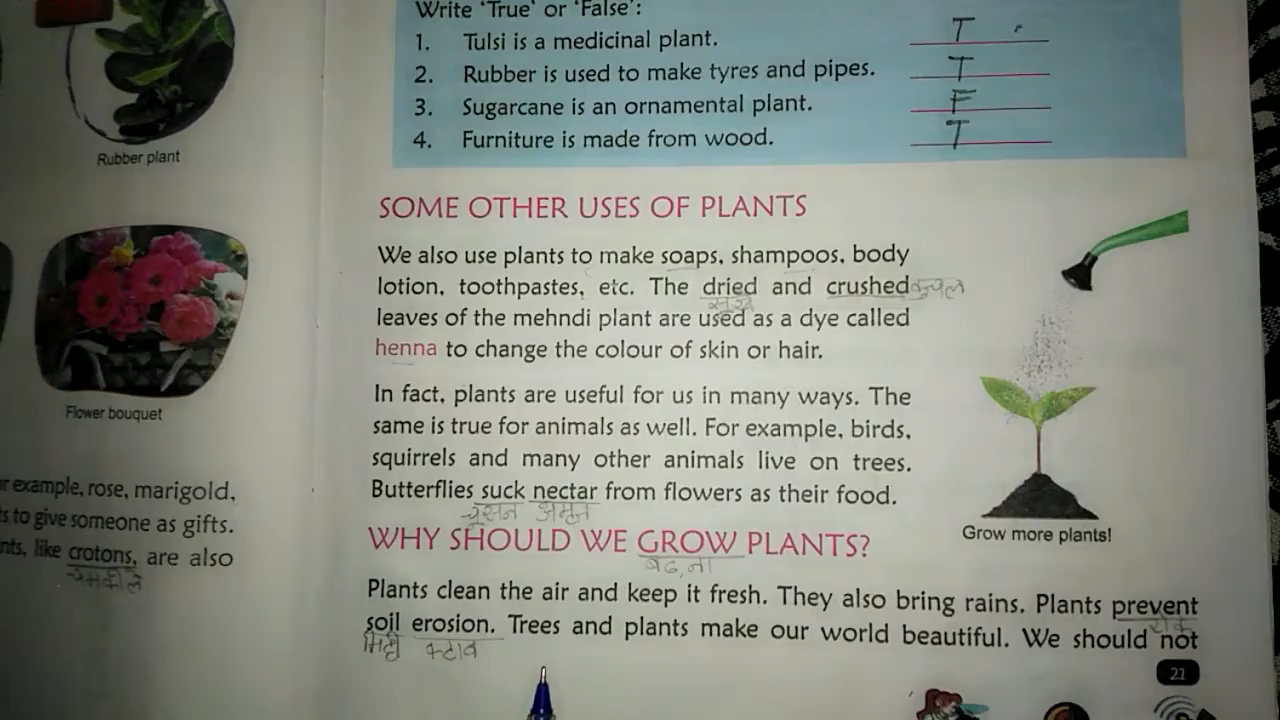 Rubber plant
Flower bouquet
example, rose, marigold,
to give someone as gifts.
like crotons, are also
चमकीले
Write 'True' or 'False':
1. Tulsi is a medicinal plant. T
2. Rubber is used to make tyres and pipes. T
3. Sugarcane is an ornamental plant. F
4. Furniture is made from wood. T
SOME OTHER USES OF PLANTS
We also use plants to make soaps, shampoos, body
lotion, toothpastes, etc. The dried and crushed
सूखे
leaves of the mehndi plant are used as a dye called
henna to change the colour of skin or hair.
In fact, plants are useful for us in many ways. The
same is true for animals as well. For example, birds,
squirrels and many other animals live on trees.
Butterflies suck nectar from flowers as their food.
चूसन अमृत
Grow more plants!
WHY SHOULD WE GROW PLANTS?
बढ़ना
Plants clean the air and keep it fresh. They also bring rains. Plants prevent
रोक
soil erosion. Trees and plants make our world beautiful. We should not
मिट्टी कटाव
21